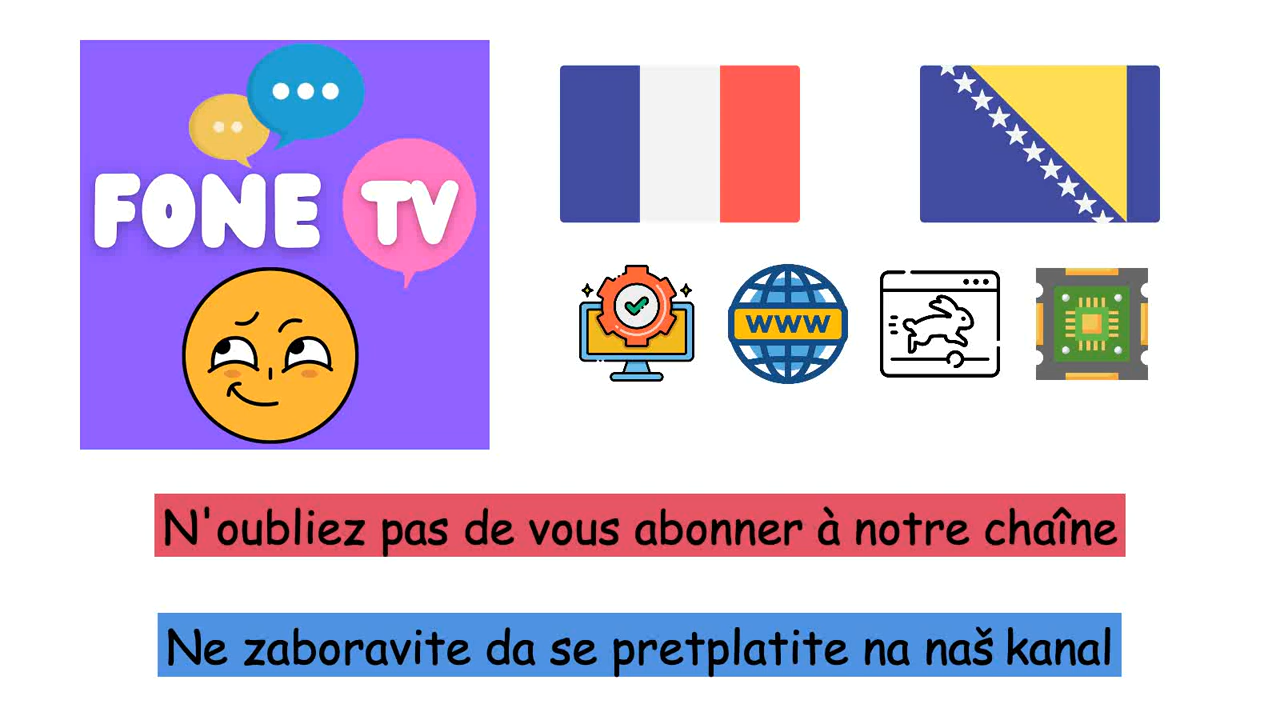 FONE TV
WWW
N'oubliez pas de vous abonner à notre chaîne
Ne zaboravite da se pretplatite na naš kanal